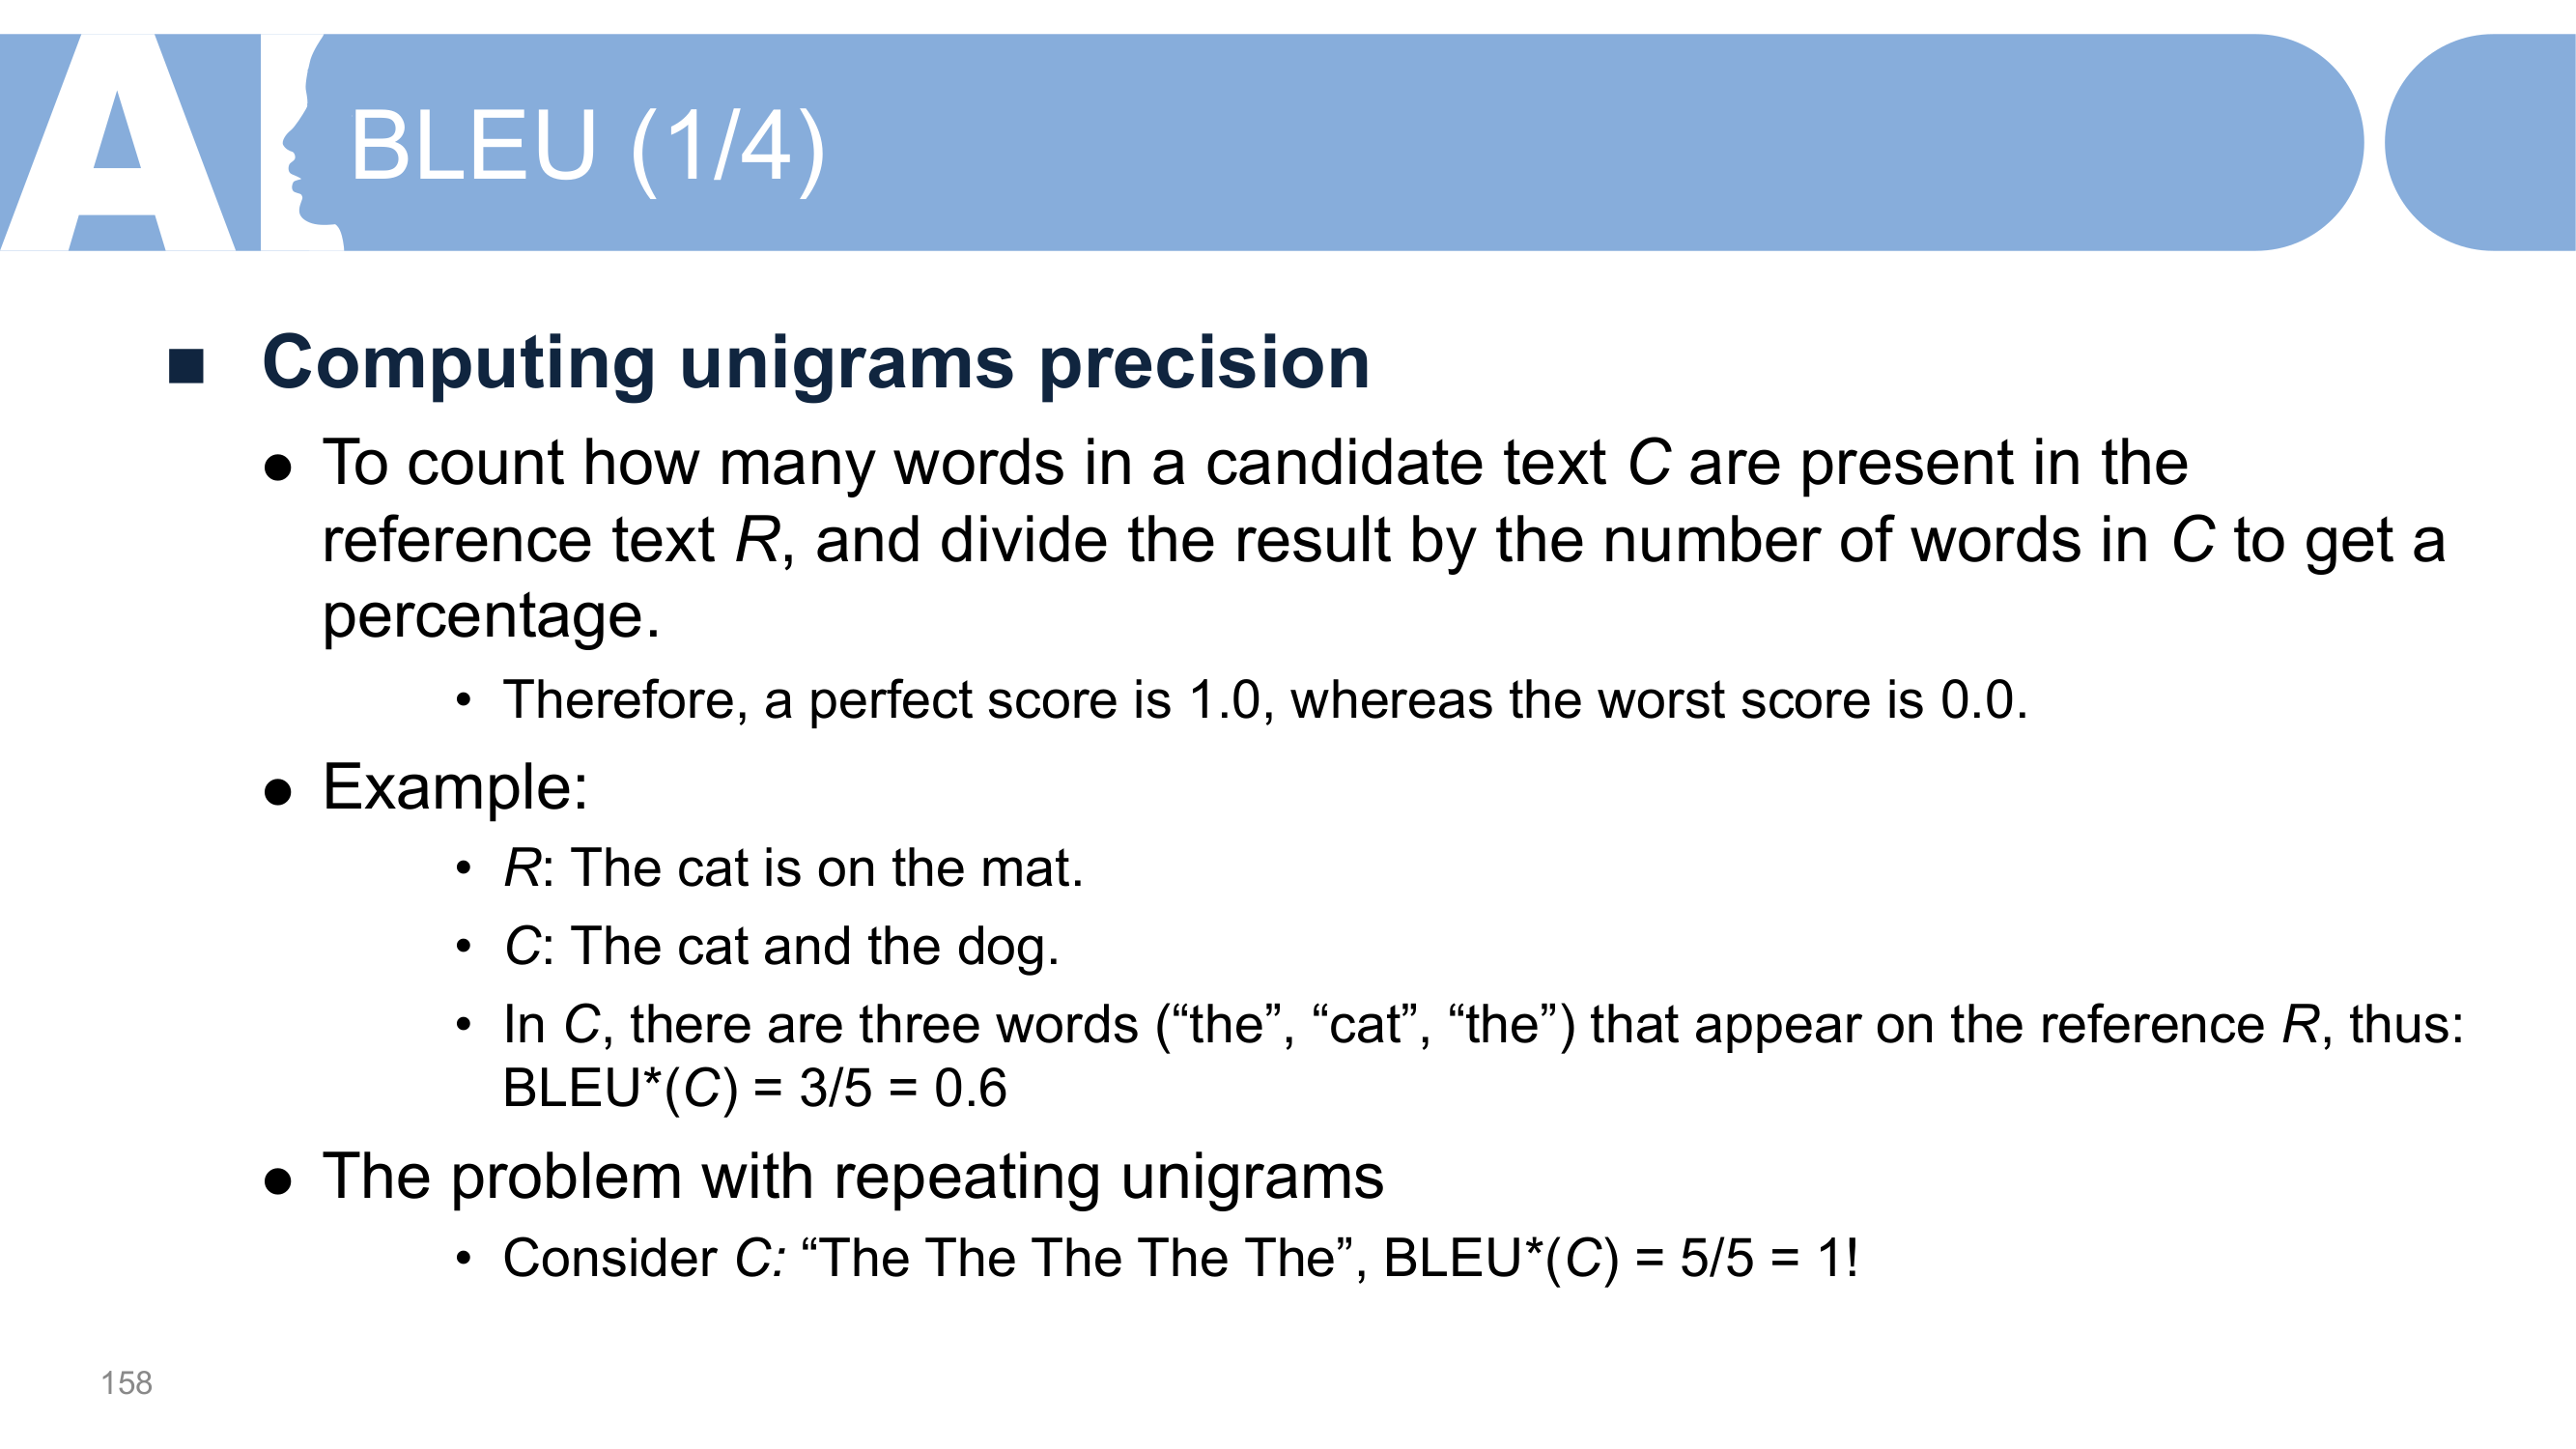 AI
BLEU (1/4)
■ Computing unigrams precision
● To count how many words in a candidate text C are present in the
reference text R, and divide the result by the number of words in C to get a
percentage.
• Therefore, a perfect score is 1.0, whereas the worst score is 0.0.
● Example:
• R: The cat is on the mat.
• C: The cat and the dog.
• In C, there are three words (“the”, “cat”, “the”) that appear on the reference R, thus:
BLEU*(C) = 3/5 = 0.6
● The problem with repeating unigrams
• Consider C: “The The The The The”, BLEU*(C) = 5/5 = 1!
158